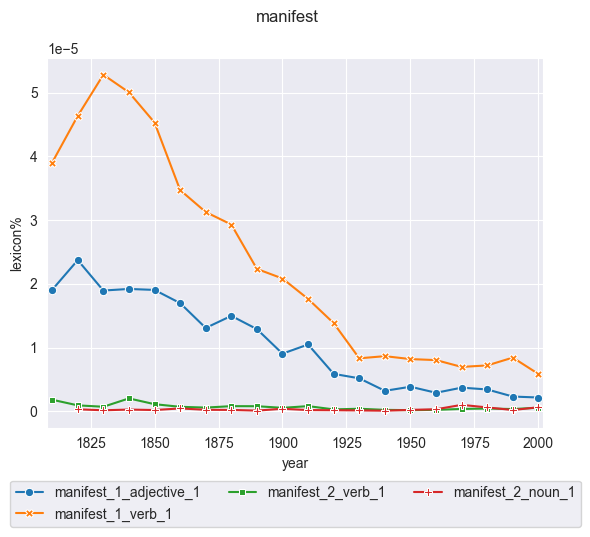 manifest
1e−5
5
4
3
2
1
0
lexicon%
1825 1850 1875 1900 1925 1950 1975 2000
year
manifest_1_adjective_1 manifest_2_verb_1 manifest_2_noun_1
manifest_1_verb_1